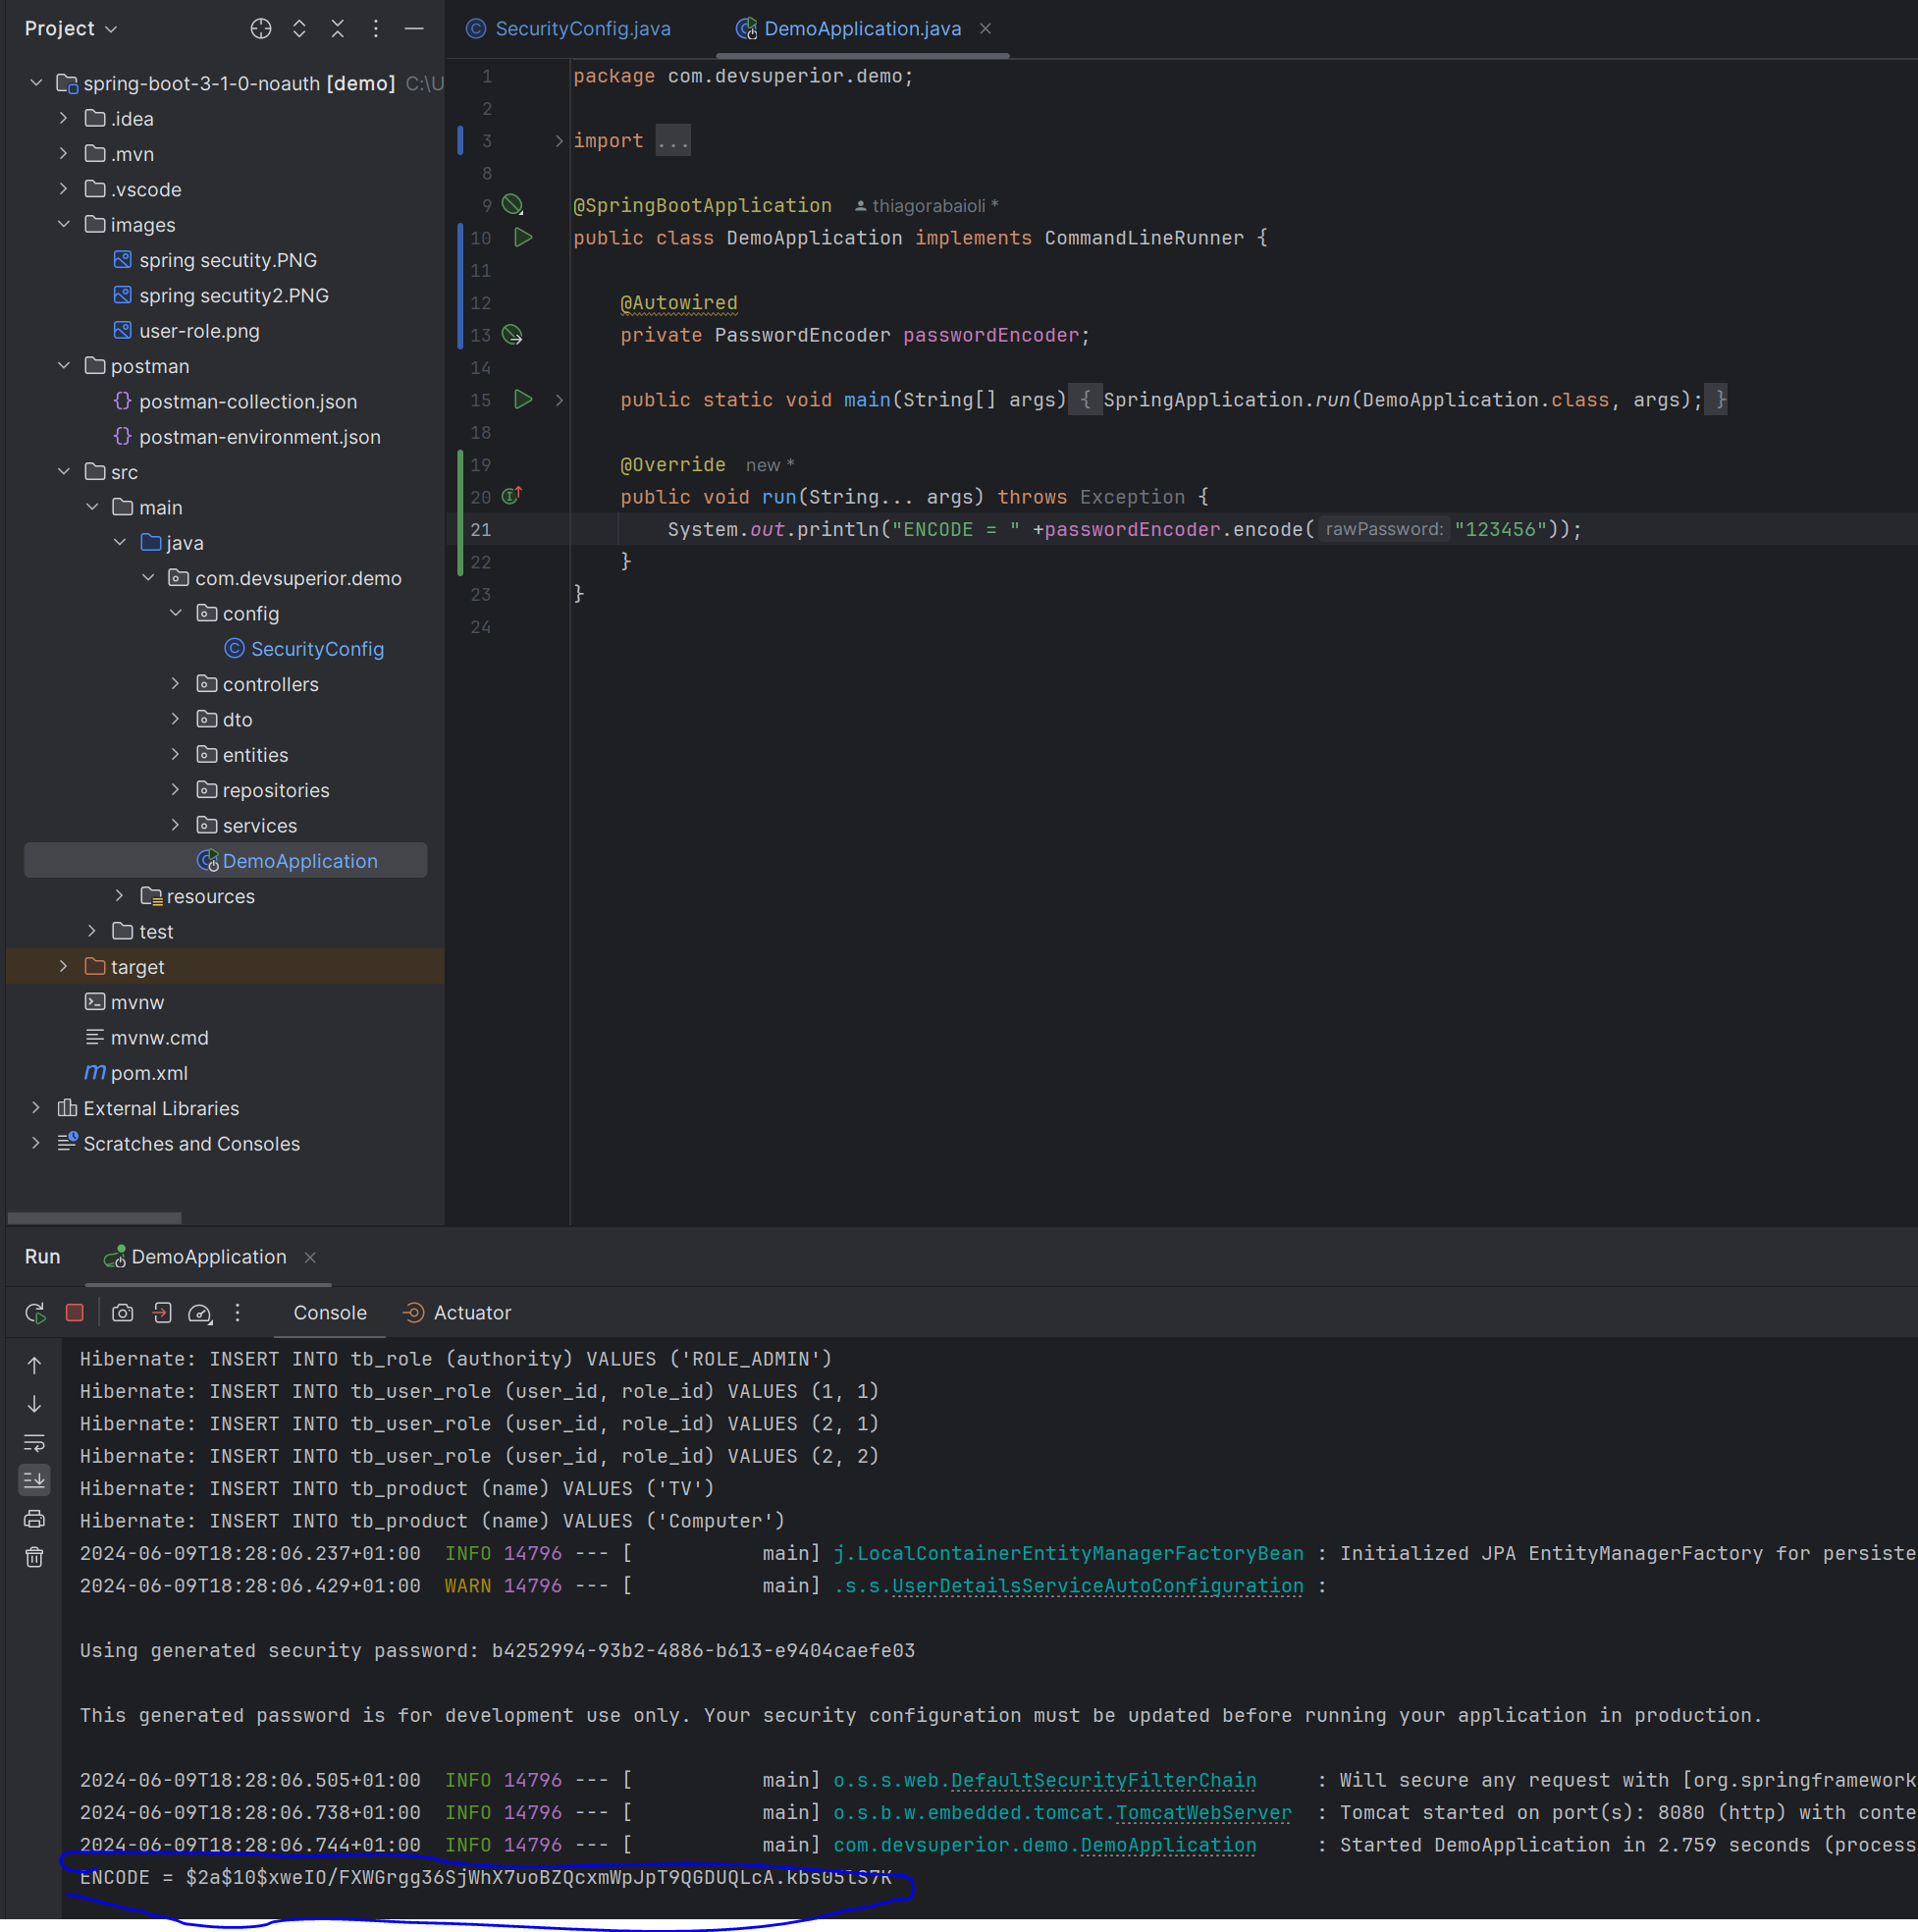 Project
spring-boot-3-1-0-noauth [demo] C:\U
.idea
.mvn
.vscode
images
spring secutity.PNG
spring secutity2.PNG
user-role.png
postman
postman-collection.json
postman-environment.json
src
main
java
com.devsuperior.demo
config
SecurityConfig
controllers
dto
entities
repositories
services
DemoApplication
resources
test
target
mvnw
mvnw.cmd
pom.xml
External Libraries
Scratches and Consoles
SecurityConfig.java DemoApplication.java
1 package com.devsuperior.demo;
2
3 import ...
8
9 @SpringBootApplication thiagorabaioli *
10 public class DemoApplication implements CommandLineRunner {
11
12 @Autowired
13 private PasswordEncoder passwordEncoder;
14
15 public static void main(String[] args) { SpringApplication.run(DemoApplication.class, args); }
18
19 @Override new *
20 public void run(String... args) throws Exception {
21 System.out.println("ENCODE = " +passwordEncoder.encode( rawPassword: "123456"));
22 }
23 }
24
Run DemoApplication
Console Actuator
Hibernate: INSERT INTO tb_role (authority) VALUES ('ROLE_ADMIN')
Hibernate: INSERT INTO tb_user_role (user_id, role_id) VALUES (1, 1)
Hibernate: INSERT INTO tb_user_role (user_id, role_id) VALUES (2, 1)
Hibernate: INSERT INTO tb_user_role (user_id, role_id) VALUES (2, 2)
Hibernate: INSERT INTO tb_product (name) VALUES ('TV')
Hibernate: INSERT INTO tb_product (name) VALUES ('Computer')
2024-06-09T18:28:06.237+01:00 INFO 14796 --- [ main] j.LocalContainerEntityManagerFactoryBean : Initialized JPA EntityManagerFactory for persiste
2024-06-09T18:28:06.429+01:00 WARN 14796 --- [ main] .s.s.UserDetailsServiceAutoConfiguration :
Using generated security password: b4252994-93b2-4886-b613-e9404caefe03
This generated password is for development use only. Your security configuration must be updated before running your application in production.
2024-06-09T18:28:06.505+01:00 INFO 14796 --- [ main] o.s.s.web.DefaultSecurityFilterChain : Will secure any request with [org.springframework
2024-06-09T18:28:06.738+01:00 INFO 14796 --- [ main] o.s.b.w.embedded.tomcat.TomcatWebServer : Tomcat started on port(s): 8080 (http) with conte
2024-06-09T18:28:06.744+01:00 INFO 14796 --- [ main] com.devsuperior.demo.DemoApplication : Started DemoApplication in 2.759 seconds (process
ENCODE = $2a$10$xweIO/FXWGrgg36SjWhX7uoBZQcxmWpJpT9QGDUQLcA.kbs05lS7K